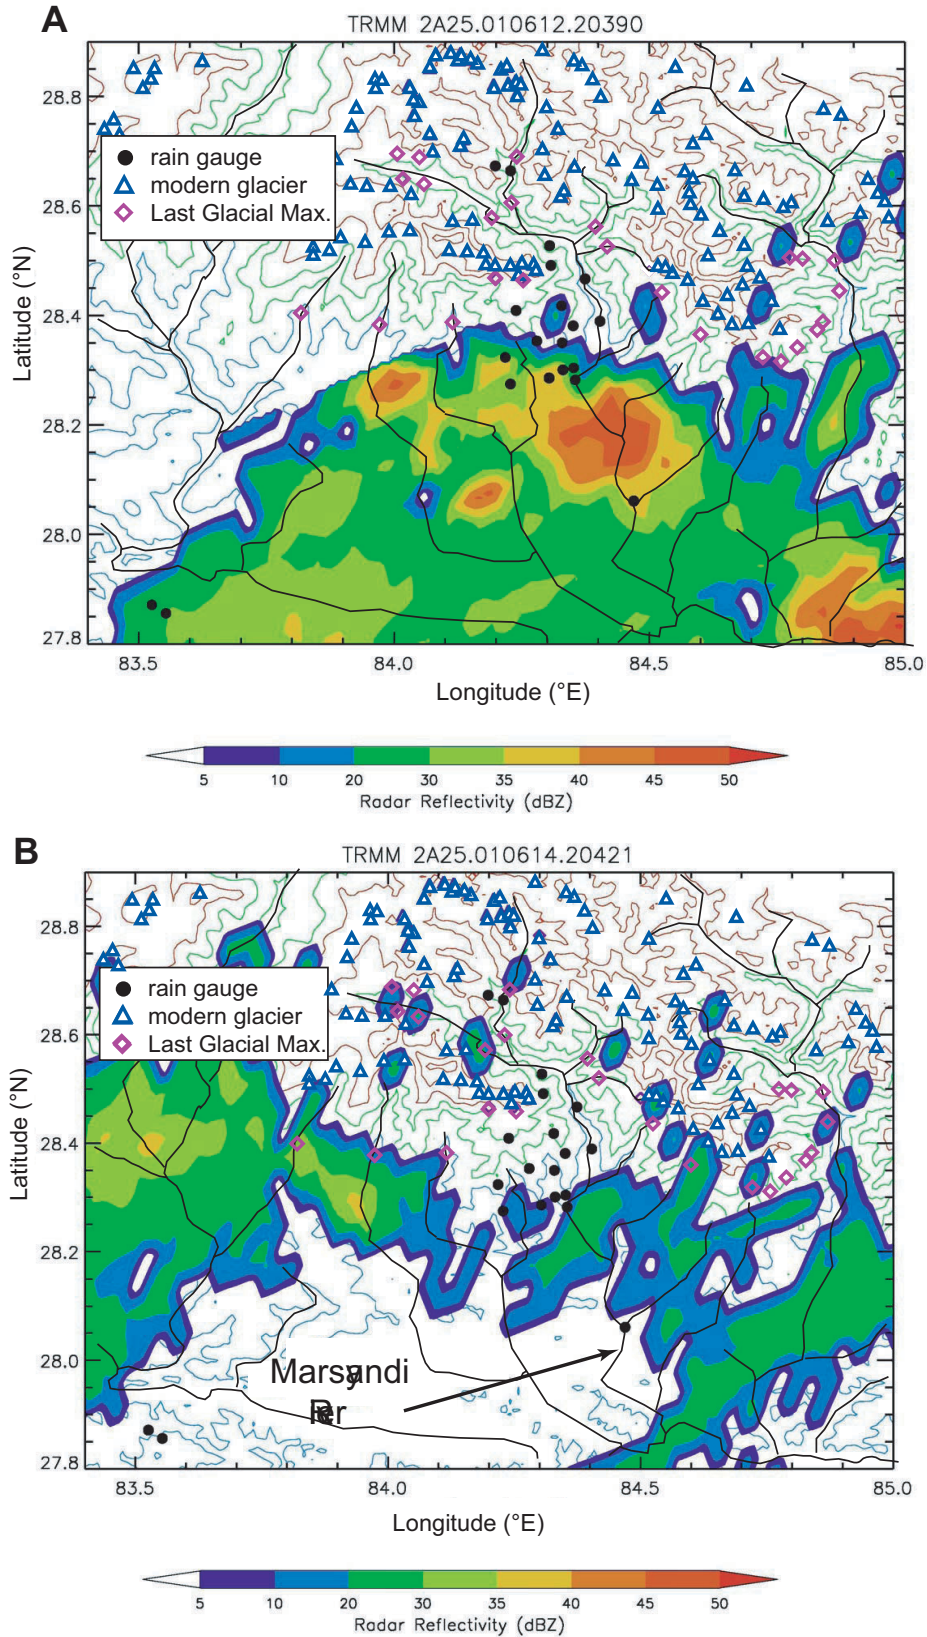 A
TRMM 2A25.010612.20390
28.8
28.6
28.4
28.2
28.0
27.8
Latitude (°N)
rain gauge
modern glacier
Last Glacial Max.
83.5 84.0 84.5 85.0
Longitude (°E)
5 10 20 30 35 40 45 50
Radar Reflectivity (dBZ)
B
TRMM 2A25.010614.20421
28.8
28.6
28.4
28.2
28.0
27.8
Latitude (°N)
rain gauge
modern glacier
Last Glacial Max.
Marsyandi
River
83.5 84.0 84.5 85.0
Longitude (°E)
5 10 20 30 35 40 45 50
Radar Reflectivity (dBZ)